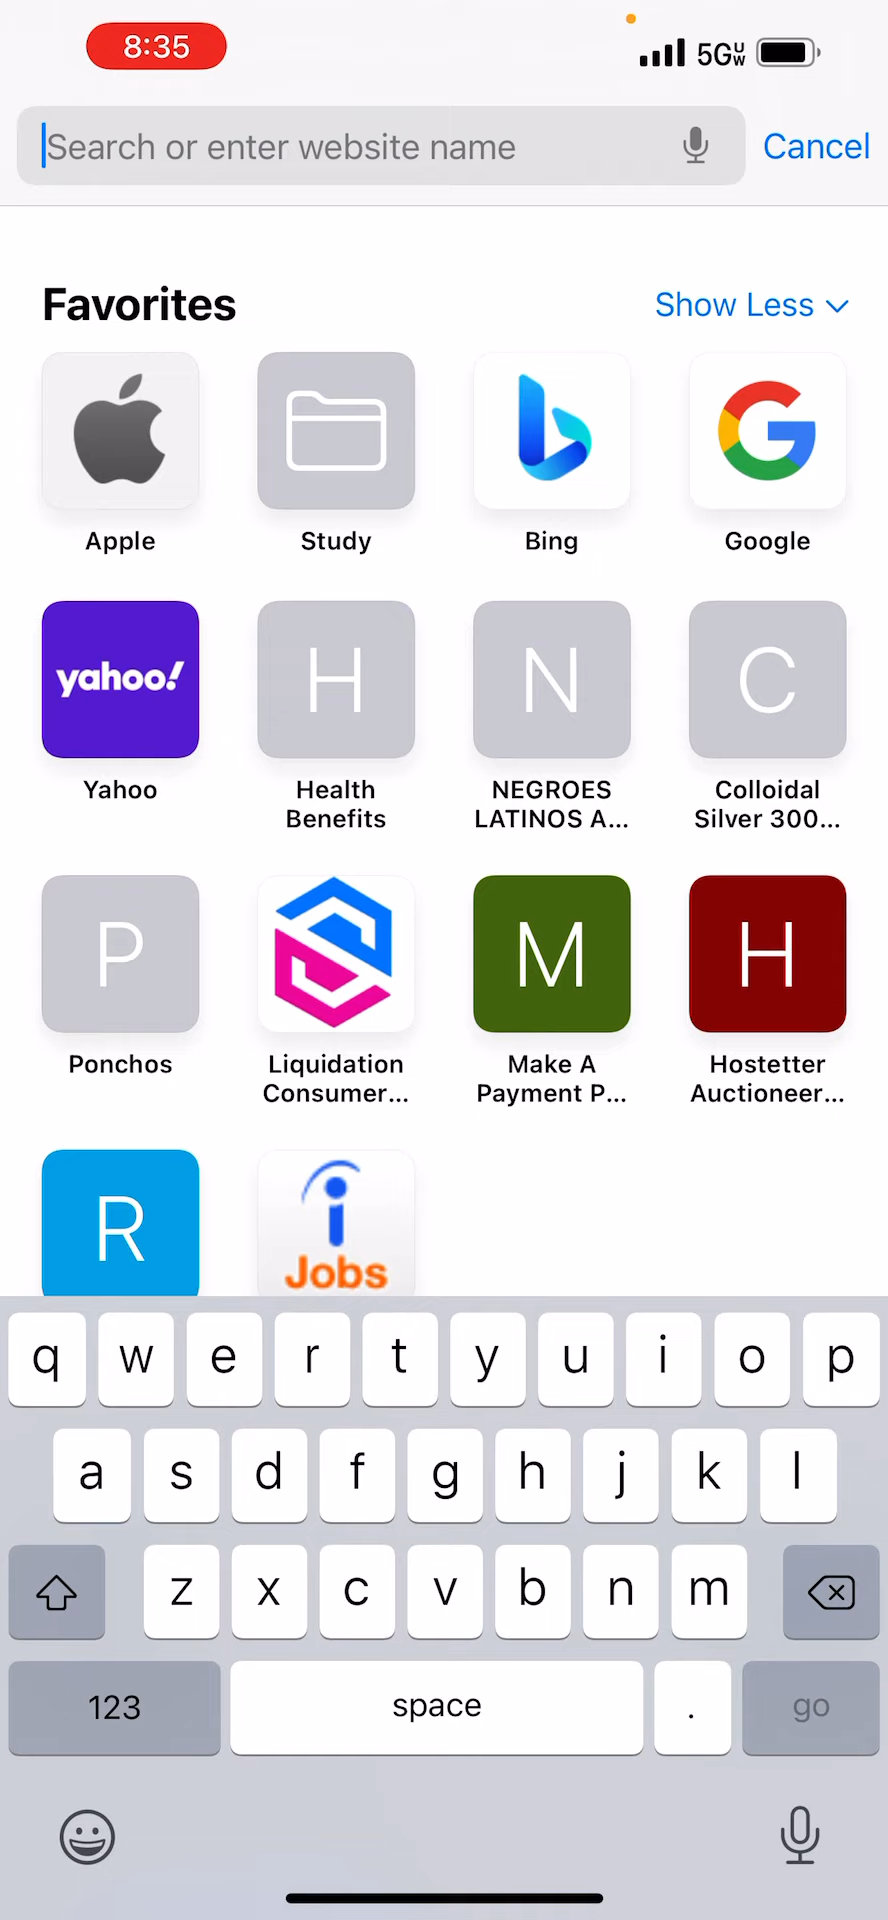 8:35
5G UW
Search or enter website name
Cancel
Favorites
Show Less
Apple
Study
Bing
Google
yahoo!
H
N
C
Yahoo
Health
Benefits
NEGROES
LATINOS A...
Colloidal
Silver 300...
P
M
H
Ponchos
Liquidation
Consumer...
Make A
Payment P...
Hostetter
Auctioneer...
R
i
Jobs
q w e r t y u i o p
a s d f g h j k l
z x c v b n m
123
space
.
go